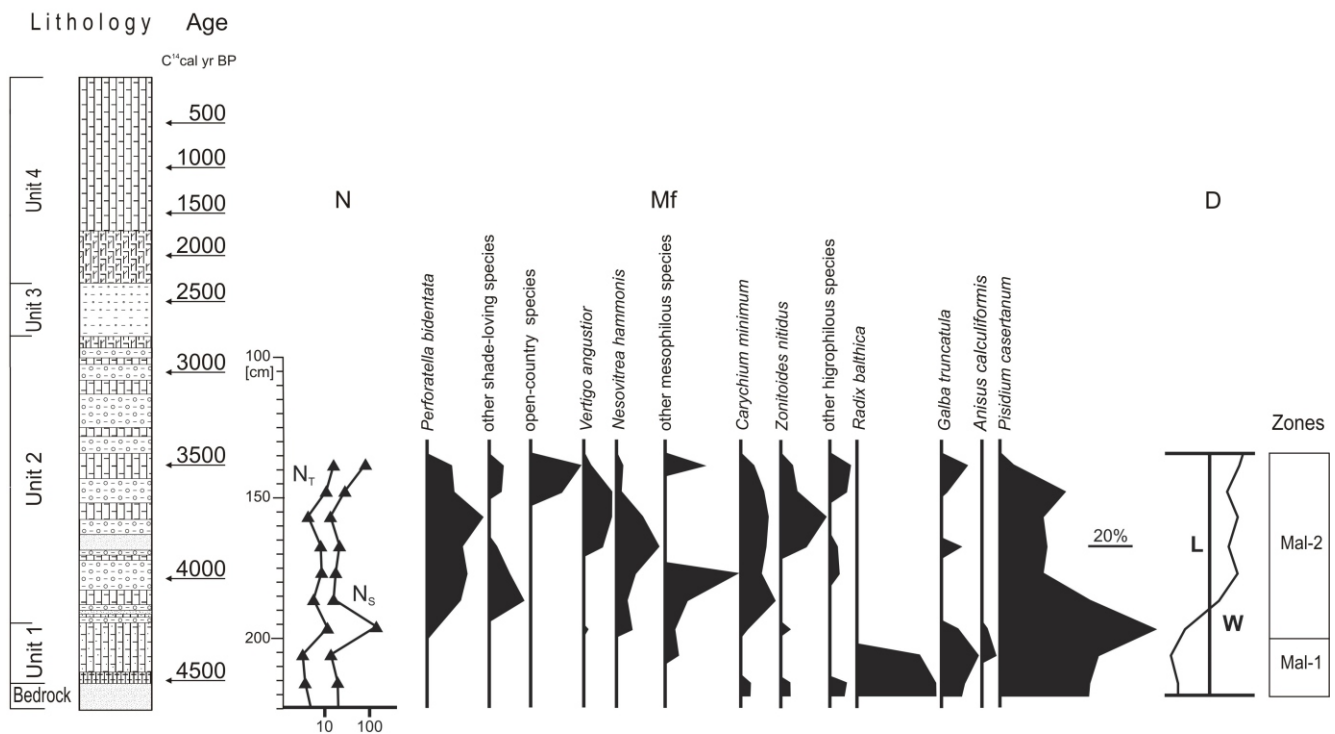 Lithology Age
C¹⁴cal yr BP
500
1000
1500
2000
2500
3000
3500
4000
4500
Unit 4
Unit 3
Unit 2
Unit 1
Bedrock
N
Mf
D
100
[cm]
150
200
N_T
N_S
10 100
Perforatella bidentata
other shade-loving species
open-country species
Vertigo angustior
Nesovitrea hammonis
other mesophilous species
Carychium minimum
Zonitoides nitidus
other higrophilous species
Radix balthica
Galba truncatula
Anisus calculiformis
Pisidium casertanum
20%
L
W
Zones
Mal-2
Mal-1